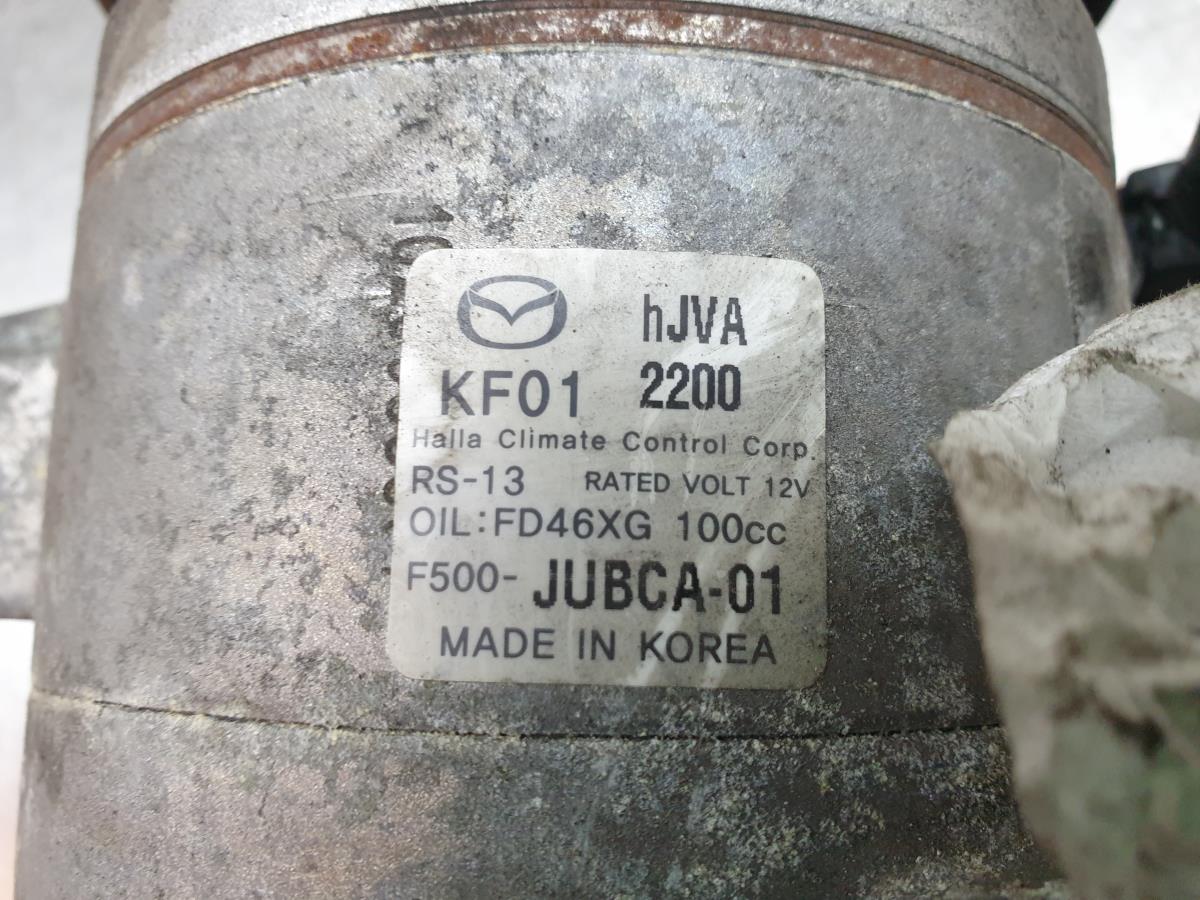 hJVA
KF01 2200
Halla Climate Control Corp.
RS-13 RATED VOLT 12V
OIL:FD46XG 100cc
F500- JUBCA-01
MADE IN KOREA